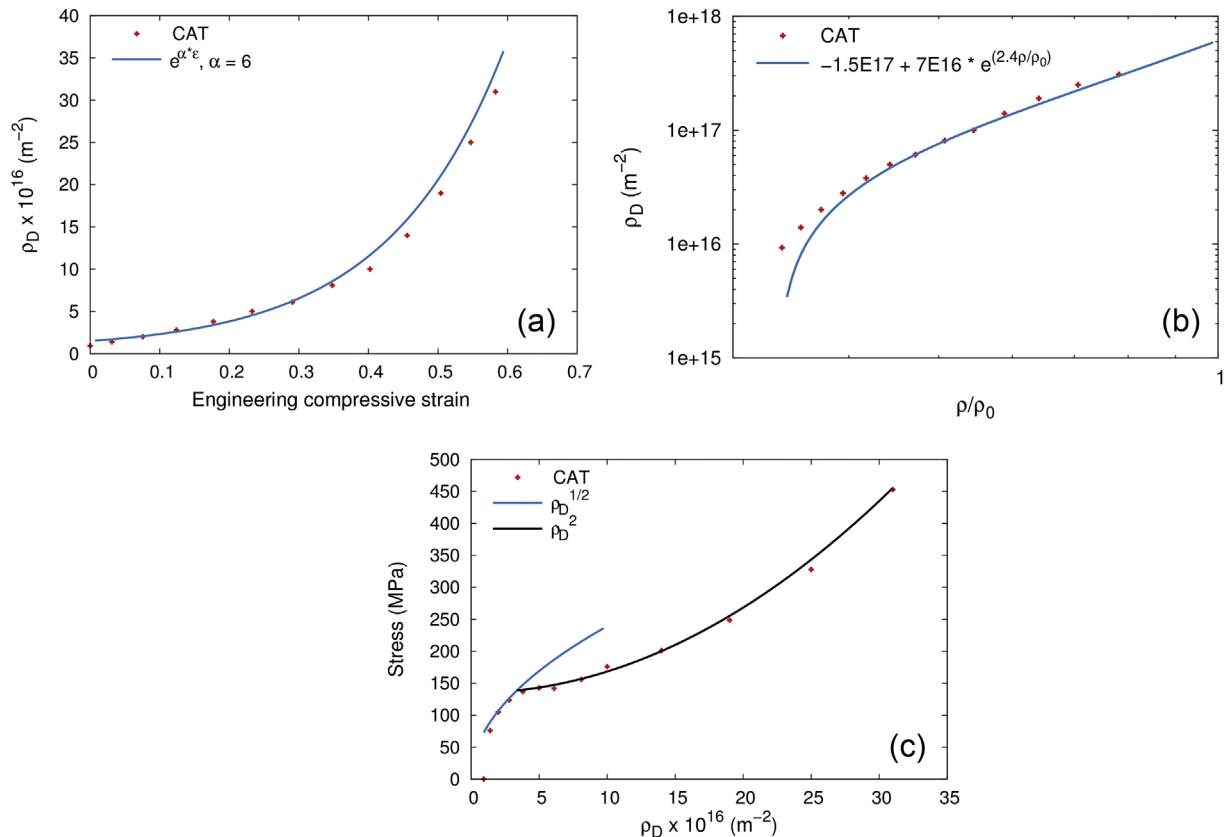 40
35
30
25
20
15
10
5
0
ρD x 10^16 (m^-2)
CAT
e^α*ε, α = 6
(a)
0 0.1 0.2 0.3 0.4 0.5 0.6 0.7
Engineering compressive strain
1e+18
1e+17
1e+16
1e+15
ρD (m^-2)
CAT
−1.5E17 + 7E16 * e^(2.4ρ/ρ0)
(b)
1
ρ/ρ0
500
450
400
350
300
250
200
150
100
50
0
Stress (MPa)
CAT
ρD^1/2
ρD^2
(c)
0 5 10 15 20 25 30 35
ρD x 10^16 (m^-2)